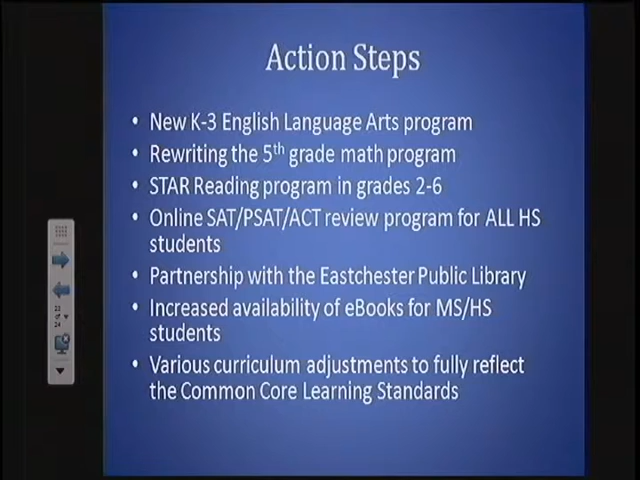 Action Steps
• New K-3 English Language Arts program
• Rewriting the 5th grade math program
• STAR Reading program in grades 2-6
• Online SAT/PSAT/ACT review program for ALL HS
students
• Partnership with the Eastchester Public Library
• Increased availability of eBooks for MS/HS
students
• Various curriculum adjustments to fully reflect
the Common Core Learning Standards